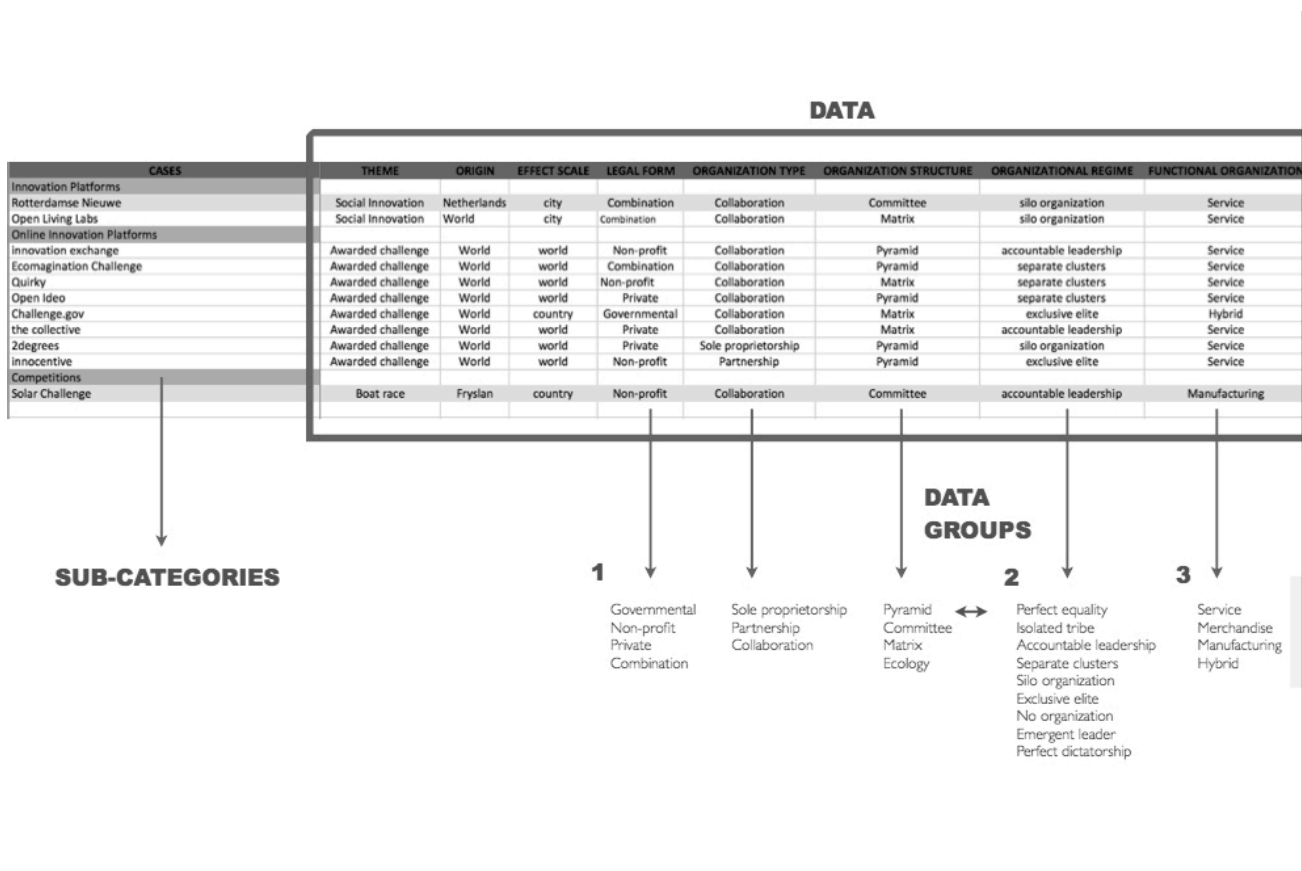 DATA
CASES THEME ORIGIN EFFECT SCALE LEGAL FORM ORGANIZATION TYPE ORGANIZATION STRUCTURE ORGANIZATIONAL REGIME FUNCTIONAL ORGANIZATION
Innovation Platforms
Rotterdamse Nieuwe Social Innovation Netherlands city Combination Collaboration Committee silo organization Service
Open Living Labs Social Innovation World city Combination Collaboration Matrix silo organization Service
Online Innovation Platforms
innovation exchange Awarded challenge World world Non-profit Collaboration Pyramid accountable leadership Service
Ecomagination Challenge Awarded challenge World world Combination Collaboration Pyramid separate clusters Service
Quirky Awarded challenge World world Non-profit Collaboration Matrix separate clusters Service
Open Ideo Awarded challenge World world Private Collaboration Pyramid separate clusters Service
Challenge.gov Awarded challenge World country Governmental Collaboration Matrix exclusive elite Hybrid
the collective Awarded challenge World world Private Collaboration Matrix accountable leadership Service
2degrees Awarded challenge World world Private Sole proprietorship Pyramid silo organization Service
innocentive Awarded challenge World world Non-profit Partnership Pyramid exclusive elite Service
Competitions
Solar Challenge Boat race Fryslan country Non-profit Collaboration Committee accountable leadership Manufacturing
DATA
GROUPS
SUB-CATEGORIES
1 2 3
Governmental Sole proprietorship Pyramid Perfect equality Service
Non-profit Partnership Committee Isolated tribe Merchandise
Private Collaboration Matrix Accountable leadership Manufacturing
Combination Ecology Separate clusters Hybrid
Silo organization
Exclusive elite
No organization
Emergent leader
Perfect dictatorship